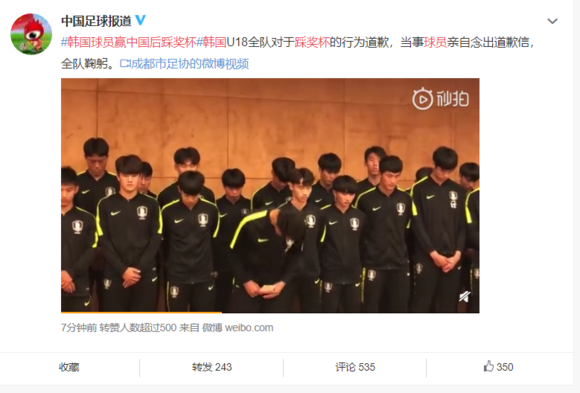 中国足球报道
#韩国球员赢中国后踩奖杯#韩国U18全队对于踩奖杯的行为道歉，当事球员亲自念出道歉信，
全队鞠躬。成都市足协的微博视频
秒拍
7分钟前 转赞人数超过500 来自 微博 weibo.com
收藏
转发 243
评论 535
350